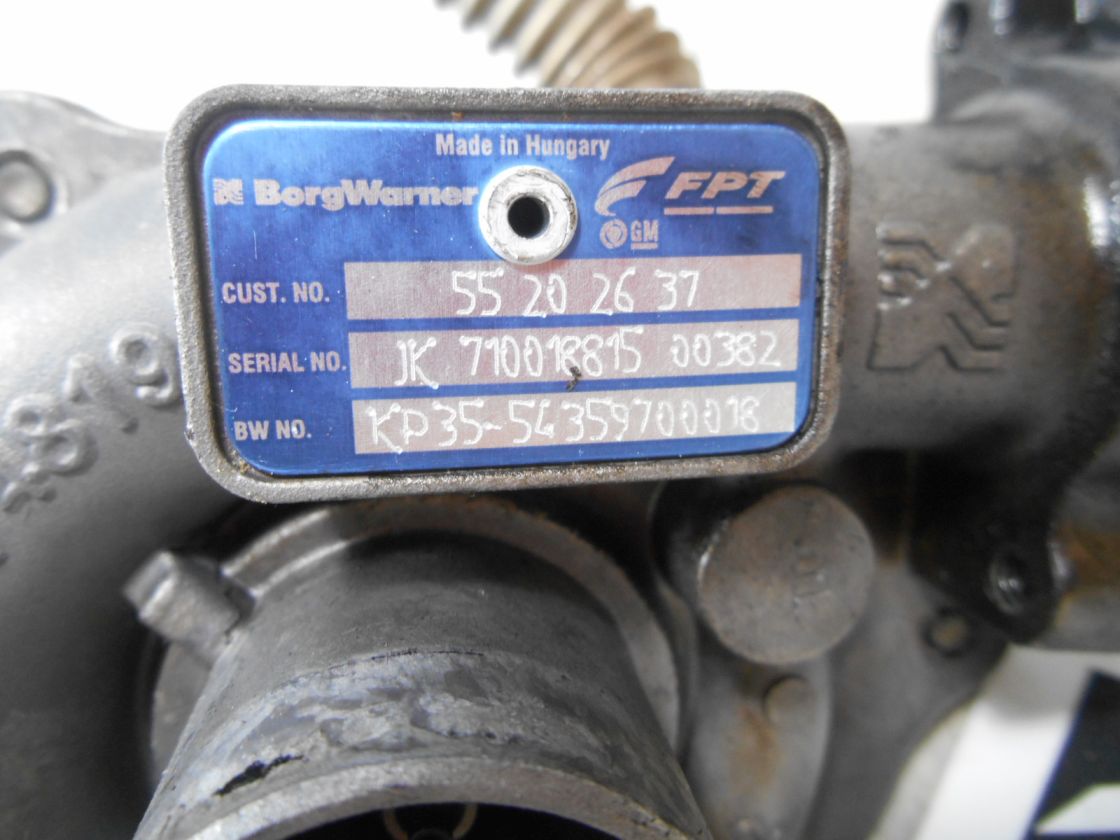 Made in Hungary
BorgWarner FPT
GM
CUST. NO. 55 20 26 37
SERIAL NO. JK 710018815 00382
BW NO. KP35-54359700018
819